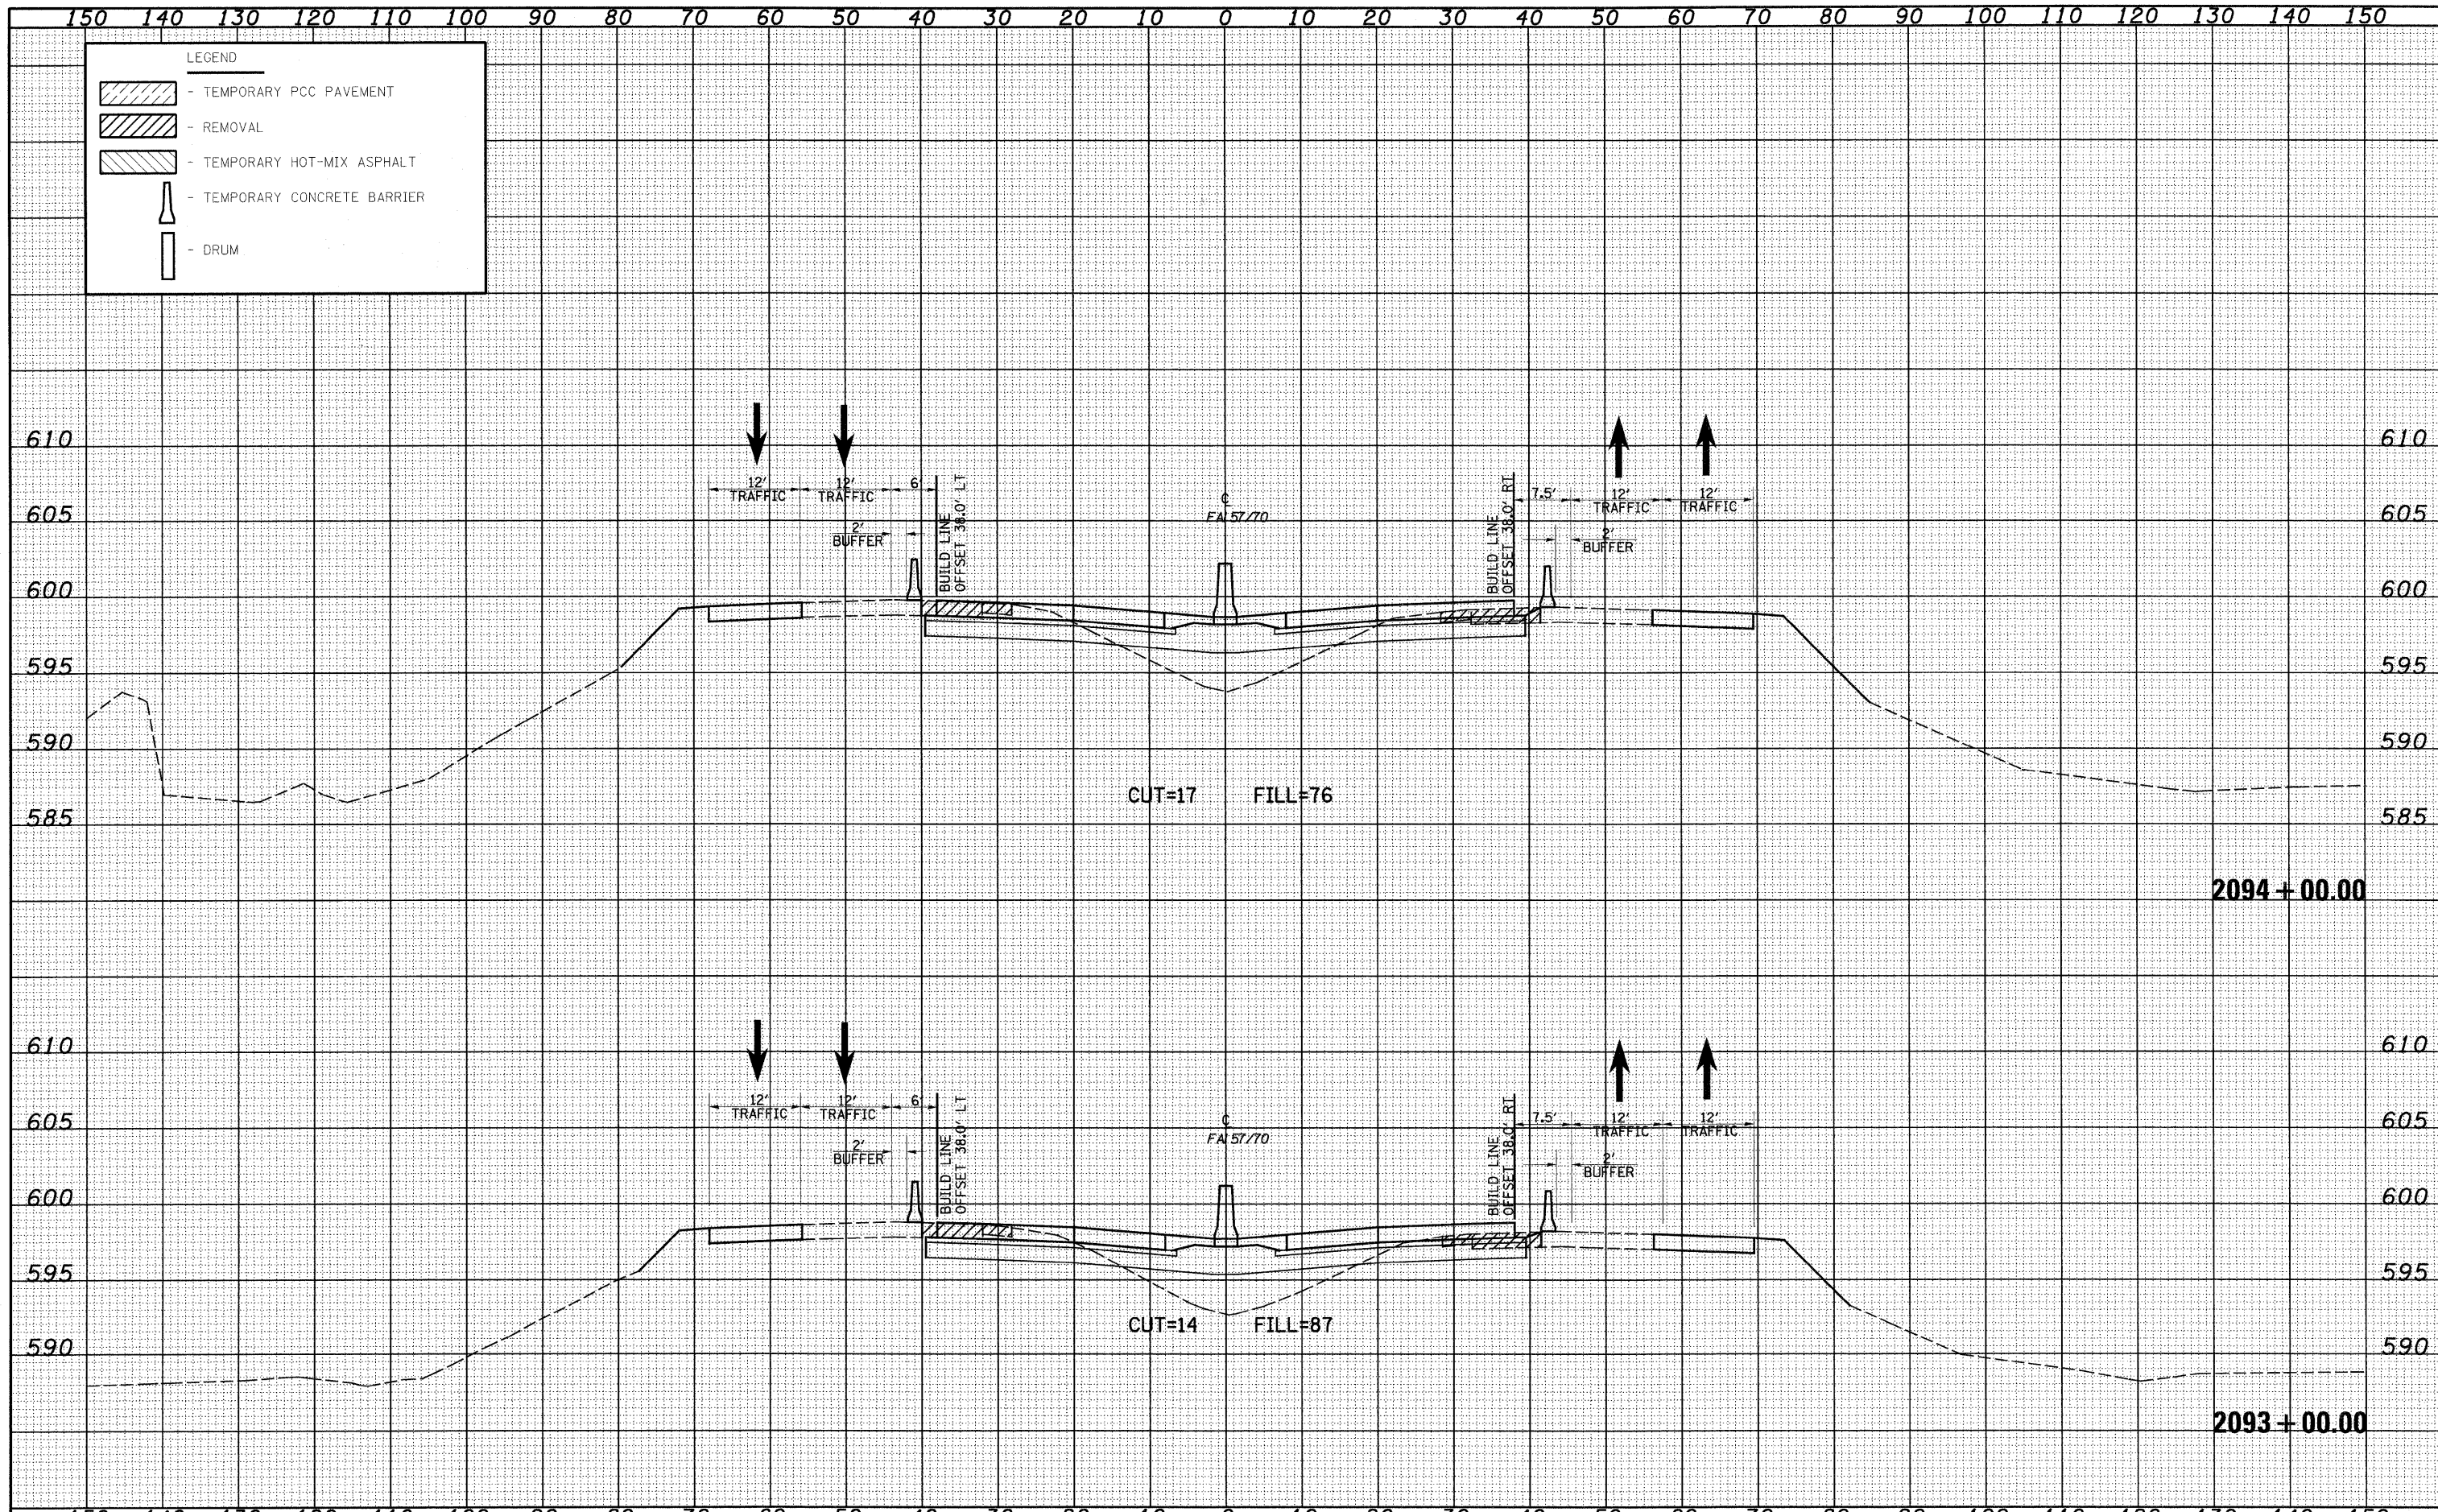 150 140 130 120 110 100 90 80 70 60 50 40 30 20 10 0 10 20 30 40 50 60 70 80 90 100 110 120 130 140 150
LEGEND
- TEMPORARY PCC PAVEMENT
- REMOVAL
- TEMPORARY HOT-MIX ASPHALT
- TEMPORARY CONCRETE BARRIER
- DRUM
610 610
12' TRAFFIC
12' TRAFFIC
6'
2' BUFFER
BUILD LINE
OFFSET 38.0' LT
℄
FAI 57/70
BUILD LINE
OFFSET 38.0' RT
7.5'
12' TRAFFIC
12' TRAFFIC
2' BUFFER
605 605
600 600
595 595
590 590
CUT=17 FILL=76
585 585
2094+00.00
610 610
12' TRAFFIC
12' TRAFFIC
6'
2' BUFFER
BUILD LINE
OFFSET 38.0' LT
℄
FAI 57/70
BUILD LINE
OFFSET 38.0' RT
7.5'
12' TRAFFIC
12' TRAFFIC
2' BUFFER
605 605
600 600
595 595
CUT=14 FILL=87
590 590
2093+00.00